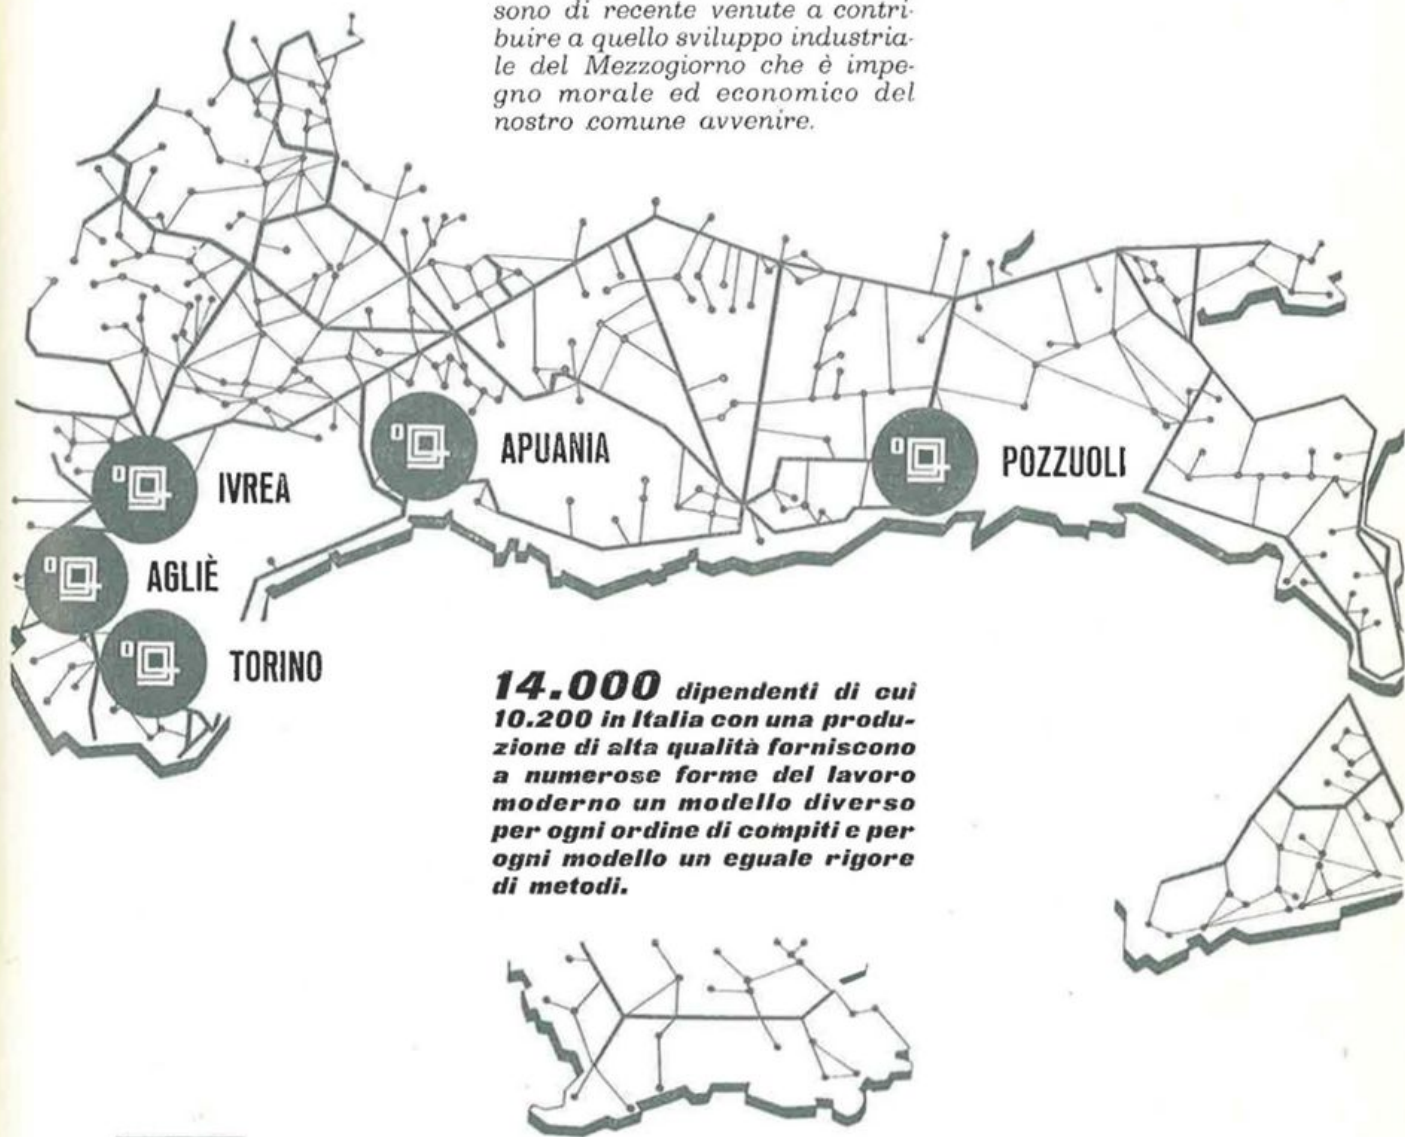 sono di recente venute a contri-
buire a quello sviluppo industria-
le del Mezzogiorno che è impe-
gno morale ed economico del
nostro comune avvenire.
APUANIA
POZZUOLI
IVREA
AGLIÈ
TORINO
14.000 dipendenti di cui
10.200 in Italia con una produ-
zione di alta qualità forniscono
a numerose forme del lavoro
moderno un modello diverso
per ogni ordine di compiti e per
ogni modello un eguale rigore
di metodi.